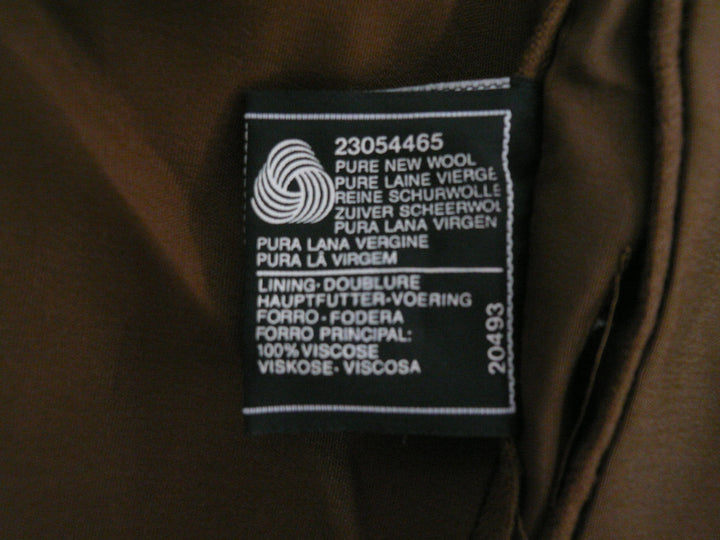 23054465
PURE NEW WOOL
PURE LAINE VIERGE
REINE SCHURWOLLE
ZUIVER SCHEERWOL
PURA LANA VIRGEN
PURA LANA VERGINE
PURA LÃ VIRGEM
LINING·DOUBLURE
HAUPTFUTTER·VOERING
FORRO·FODERA
FORRO PRINCIPAL:
100% VISCOSE
VISKOSE·VISCOSA
20493